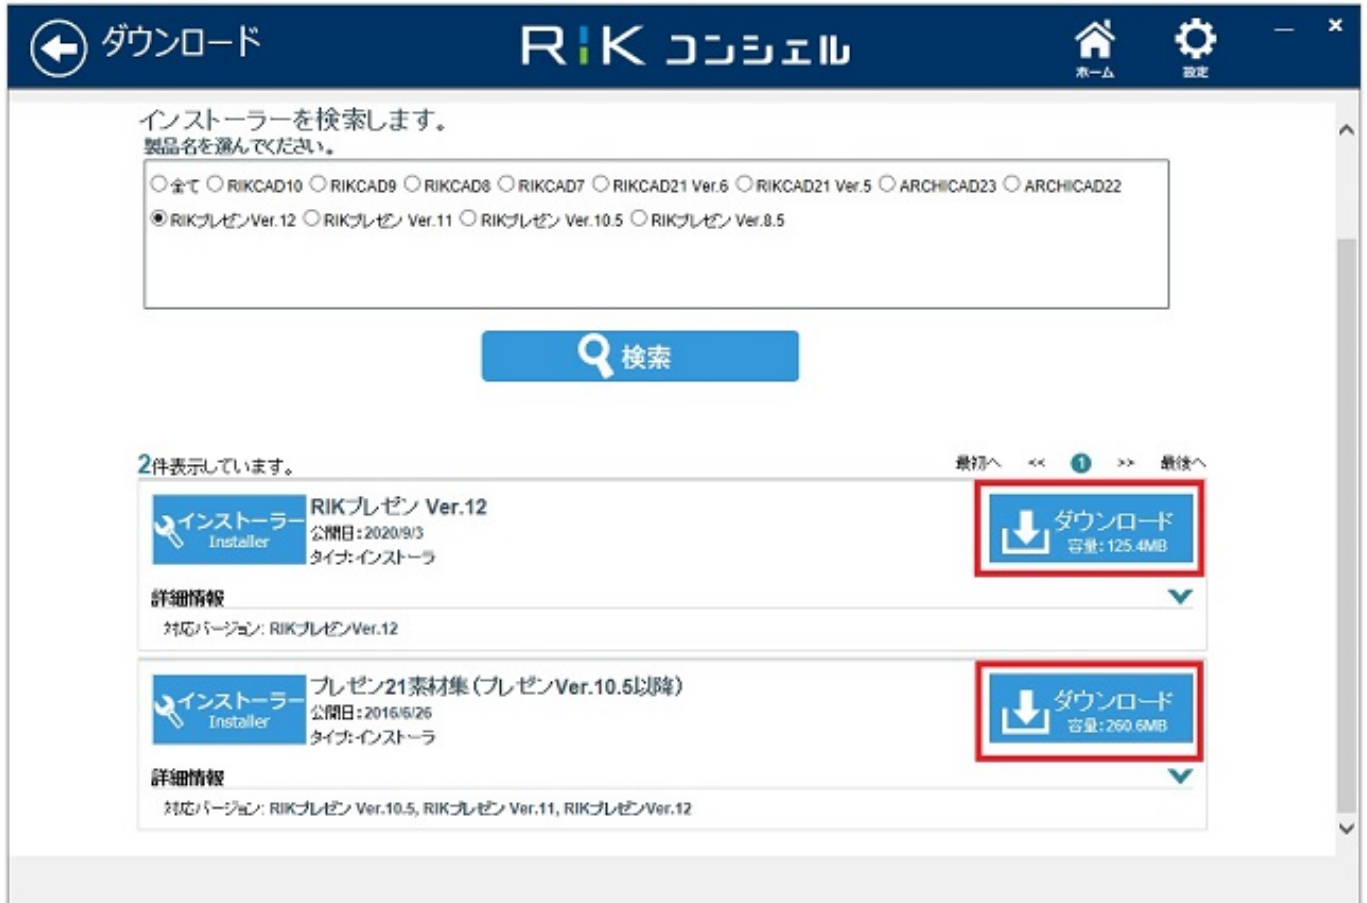 ダウンロード
RiK コンシェル
ホーム
設定
インストーラーを検索します。
製品名を選んでください。
全て RIKCAD10 RIKCAD9 RIKCAD8 RIKCAD7 RIKCAD21 Ver.6 RIKCAD21 Ver.5 ARCHICAD23 ARCHICAD22
RIKプレゼンVer.12 RIKプレゼン Ver.11 RIKプレゼン Ver.10.5 RIKプレゼン Ver.8.5
検索
2件表示しています。
最初へ << 1 >> 最後へ
インストーラー
Installer
RIKプレゼン Ver.12
公開日:2020/9/3
タイプ:インストーラ
ダウンロード
容量:125.4MB
詳細情報
対応バージョン: RIKプレゼンVer.12
インストーラー
Installer
プレゼン21素材集(プレゼンVer.10.5以降)
公開日:2016/6/26
タイプ:インストーラ
ダウンロード
容量:260.6MB
詳細情報
対応バージョン: RIKプレゼン Ver.10.5, RIKプレゼン Ver.11, RIKプレゼンVer.12